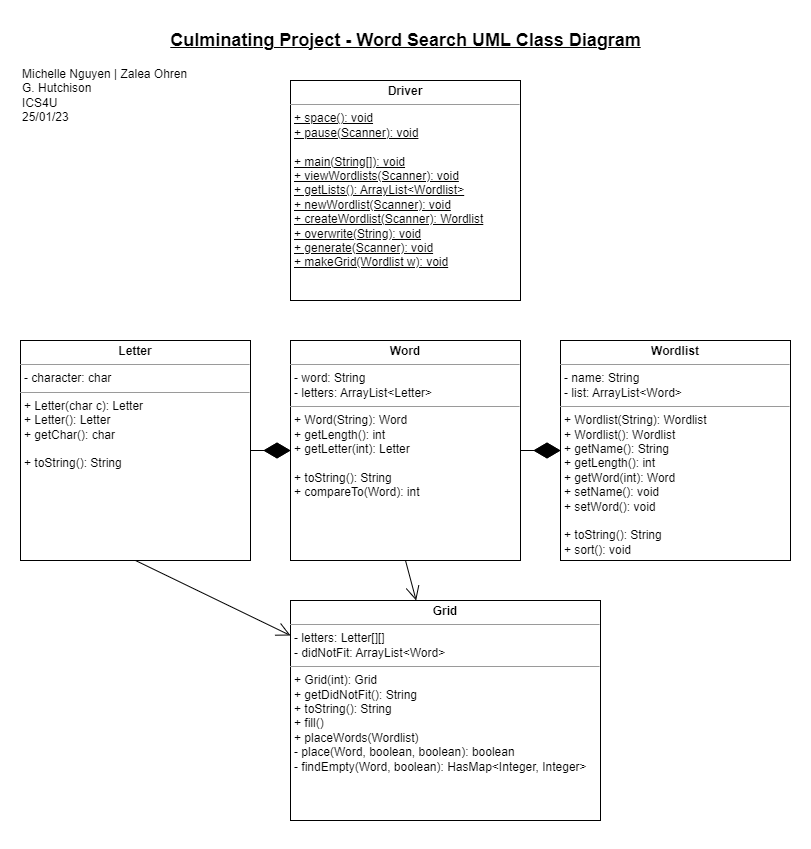 Culminating Project - Word Search UML Class Diagram
Michelle Nguyen | Zalea Ohren
G. Hutchison
ICS4U
25/01/23
Driver
+ space(): void
+ pause(Scanner): void
+ main(String[]): void
+ viewWordlists(Scanner): void
+ getLists(): ArrayList<Wordlist>
+ newWordlist(Scanner): void
+ createWordlist(Scanner): Wordlist
+ overwrite(String): void
+ generate(Scanner): void
+ makeGrid(Wordlist w): void
Letter
- character: char
+ Letter(char c): Letter
+ Letter(): Letter
+ getChar(): char
+ toString(): String
Word
- word: String
- letters: ArrayList<Letter>
+ Word(String): Word
+ getLength(): int
+ getLetter(int): Letter
+ toString(): String
+ compareTo(Word): int
Wordlist
- name: String
- list: ArrayList<Word>
+ Wordlist(String): Wordlist
+ Wordlist(): Wordlist
+ getName(): String
+ getLength(): int
+ getWord(int): Word
+ setName(): void
+ setWord(): void
+ toString(): String
+ sort(): void
Grid
- letters: Letter[][]
- didNotFit: ArrayList<Word>
+ Grid(int): Grid
+ getDidNotFit(): String
+ toString(): String
+ fill()
+ placeWords(Wordlist)
- place(Word, boolean, boolean): boolean
- findEmpty(Word, boolean): HasMap<Integer, Integer>